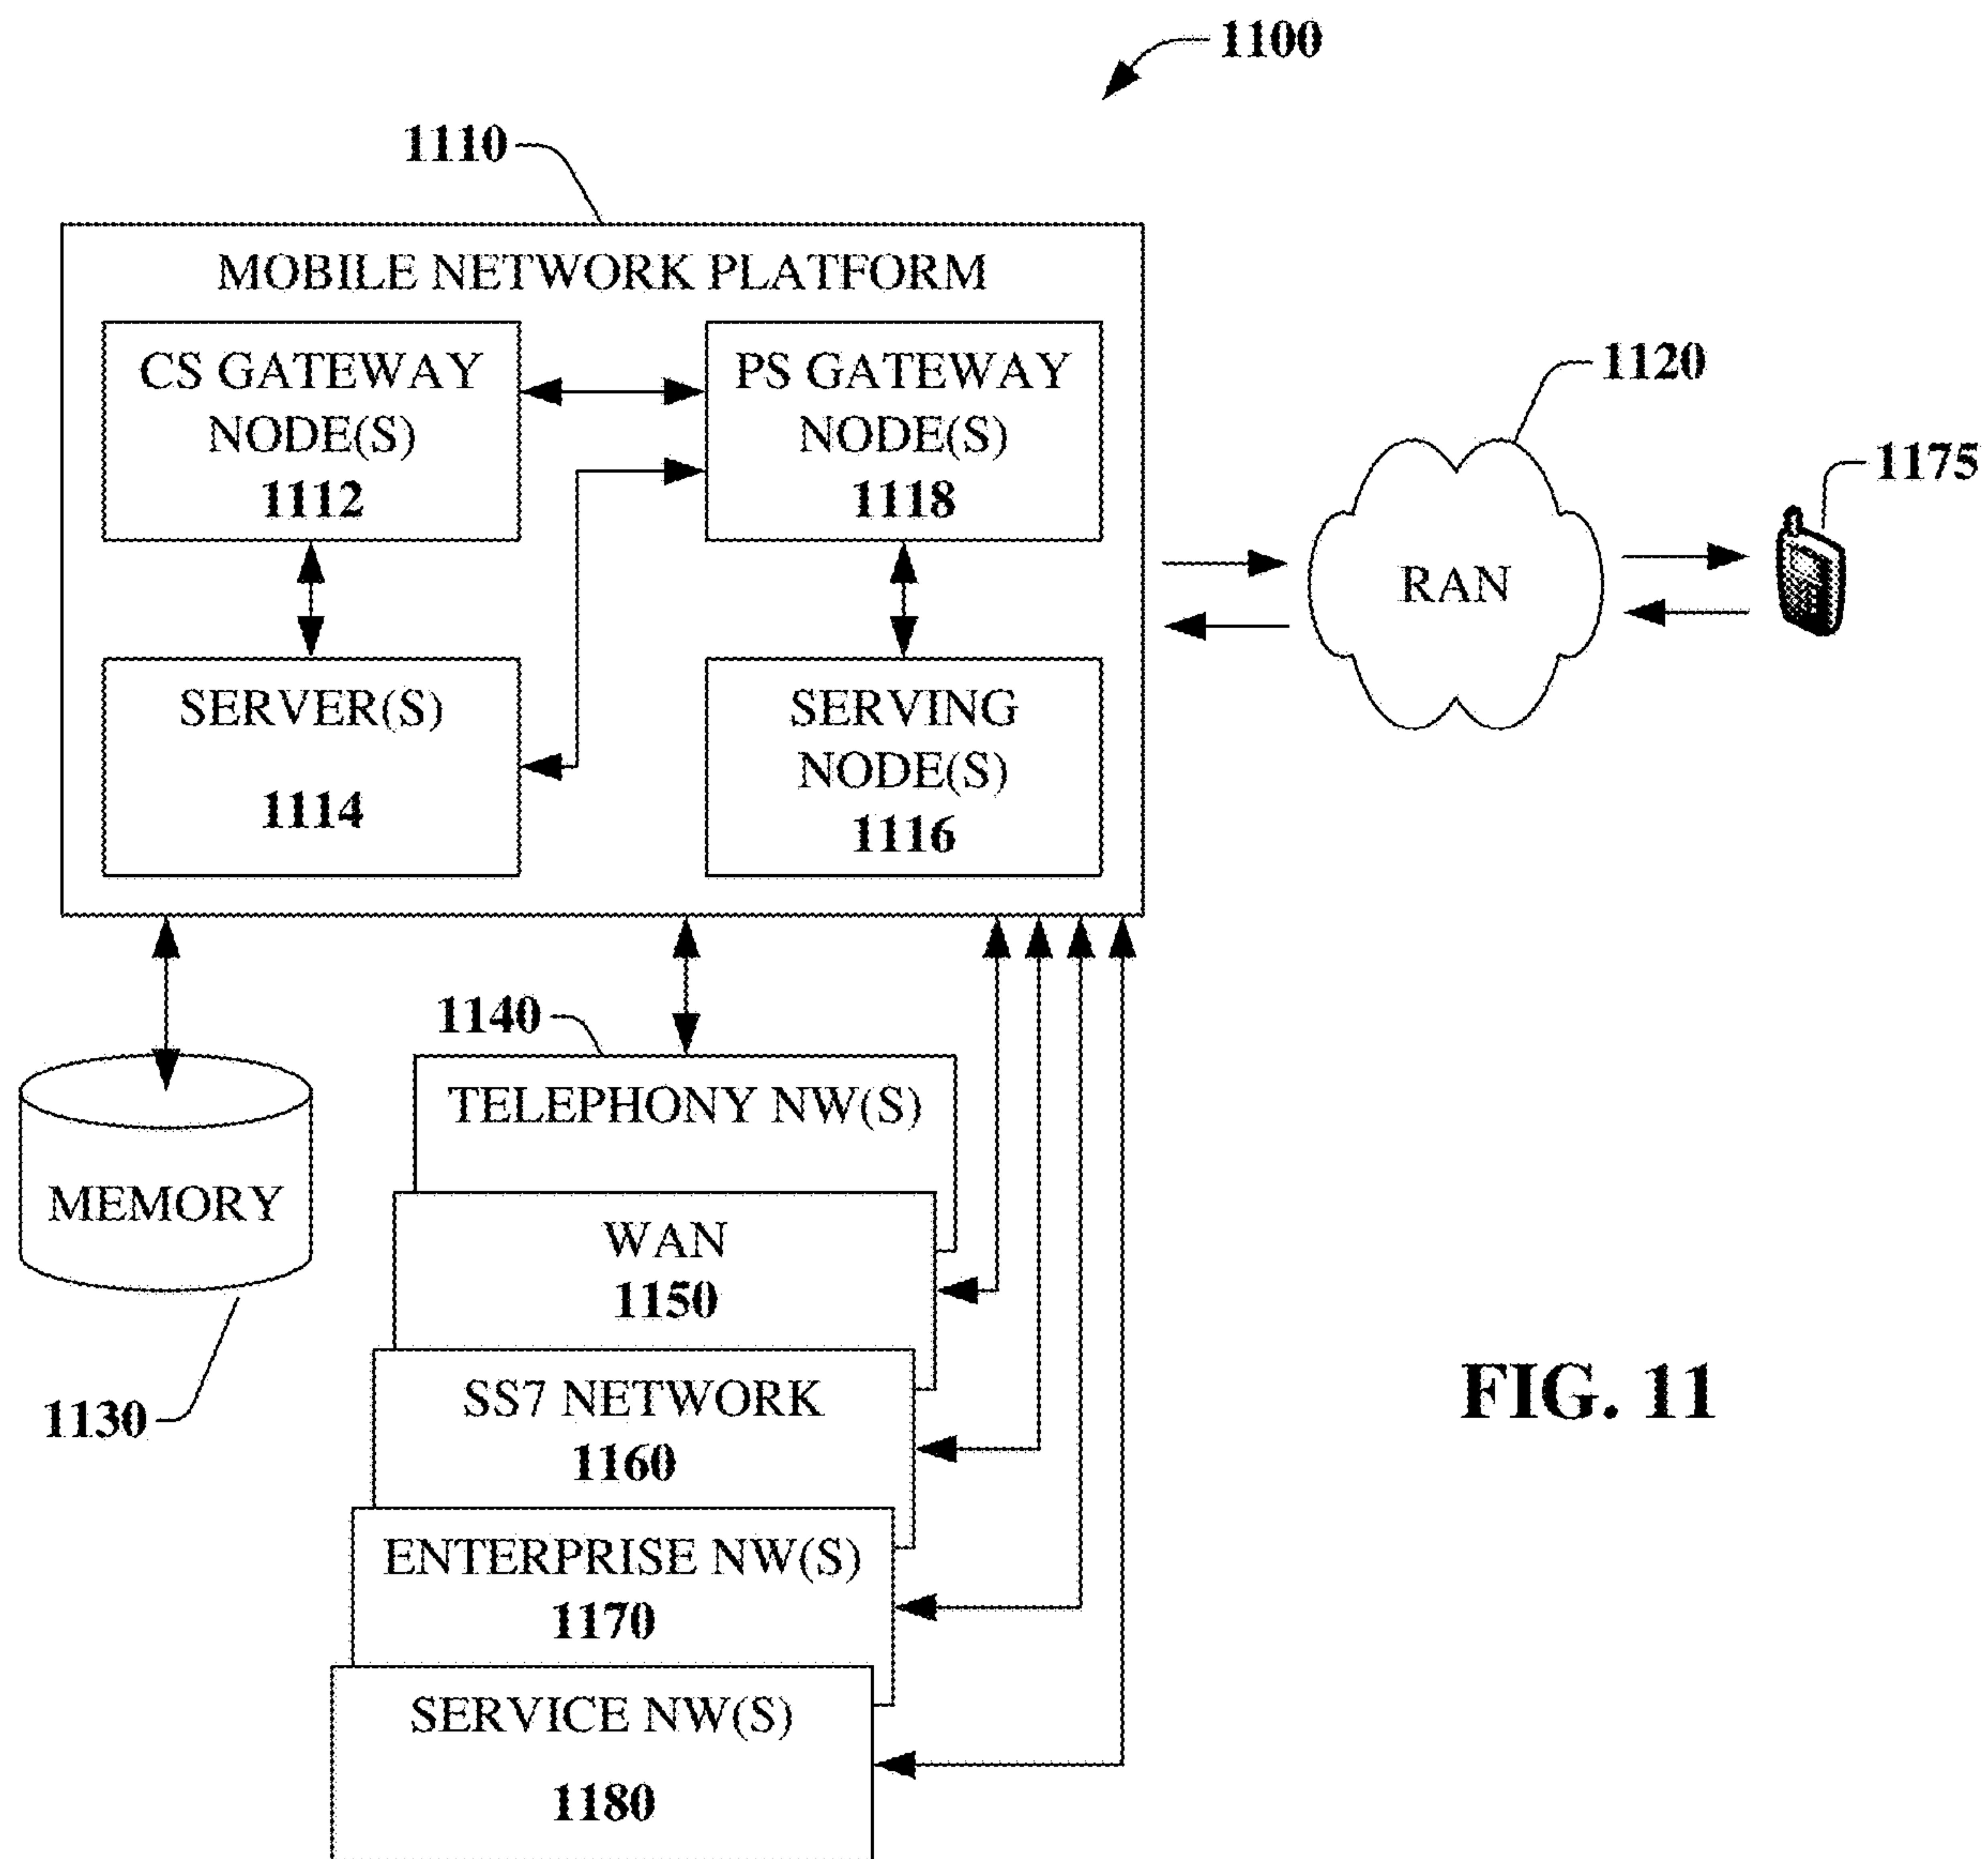 1100
1110
MOBILE NETWORK PLATFORM
CS GATEWAY
NODE(S)
1112
PS GATEWAY
NODE(S)
1118
SERVER(S)
1114
SERVING
NODE(S)
1116
1120
RAN
1175
1140
TELEPHONY NW(S)
MEMORY
1130
WAN
1150
SS7 NETWORK
1160
ENTERPRISE NW(S)
1170
SERVICE NW(S)
1180
FIG. 11